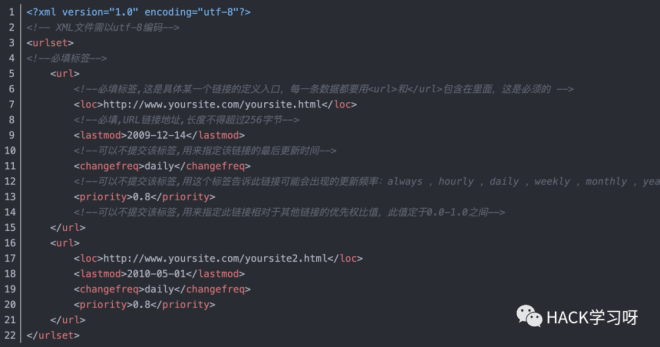 1 <?xml version="1.0" encoding="utf-8"?>
2 <!-- XML文件需以utf-8编码-->
3 <urlset>
4 <!--必填标签-->
5 <url>
6 <!--必填标签,这是具体某一个链接的定义入口，每一条数据都要用<url>和</url>包含在里面，这是必须的 -->
7 <loc>http://www.yoursite.com/yoursite.html</loc>
8 <!--必填,URL链接地址,长度不得超过256字节-->
9 <lastmod>2009-12-14</lastmod>
10 <!--可以不提交该标签,用来指定该链接的最后更新时间-->
11 <changefreq>daily</changefreq>
12 <!--可以不提交该标签,用这个标签告诉此链接可能会出现的更新频率：always 、hourly 、daily 、weekly 、monthly 、yea
13 <priority>0.8</priority>
14 <!--可以不提交该标签,用来指定此链接相对于其他链接的优先权比值，此值定于0.0-1.0之间-->
15 </url>
16 <url>
17 <loc>http://www.yoursite.com/yoursite2.html</loc>
18 <lastmod>2010-05-01</lastmod>
19 <changefreq>daily</changefreq>
20 <priority>0.8</priority>
21 </url>
22 </urlset>
HACK学习呀